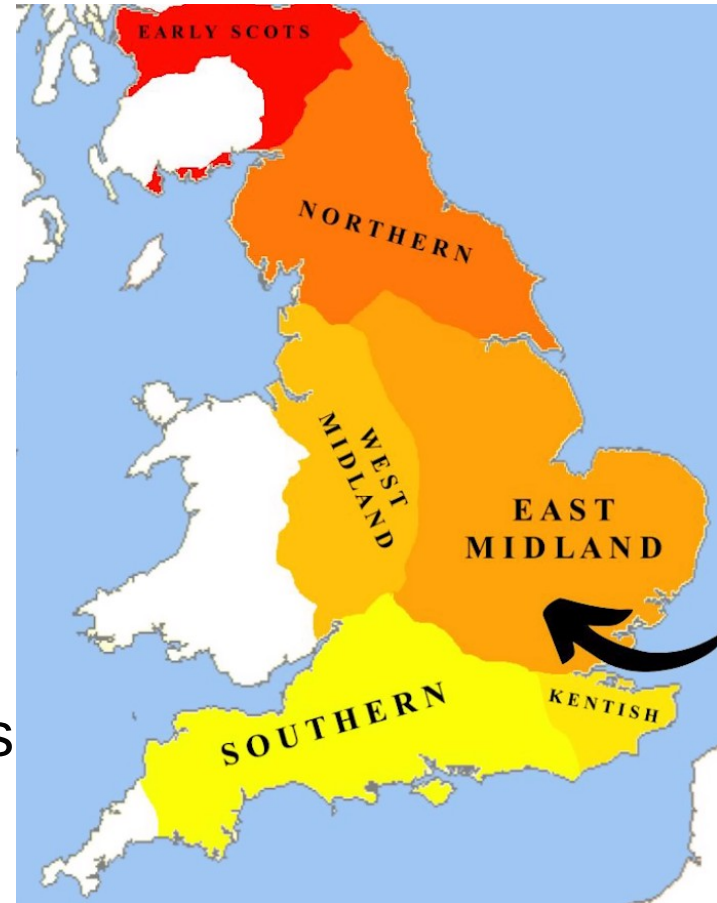 EARLY SCOTS
NORTHERN
WEST
MIDLAND
EAST
MIDLAND
KENTISH
SOUTHERN
s